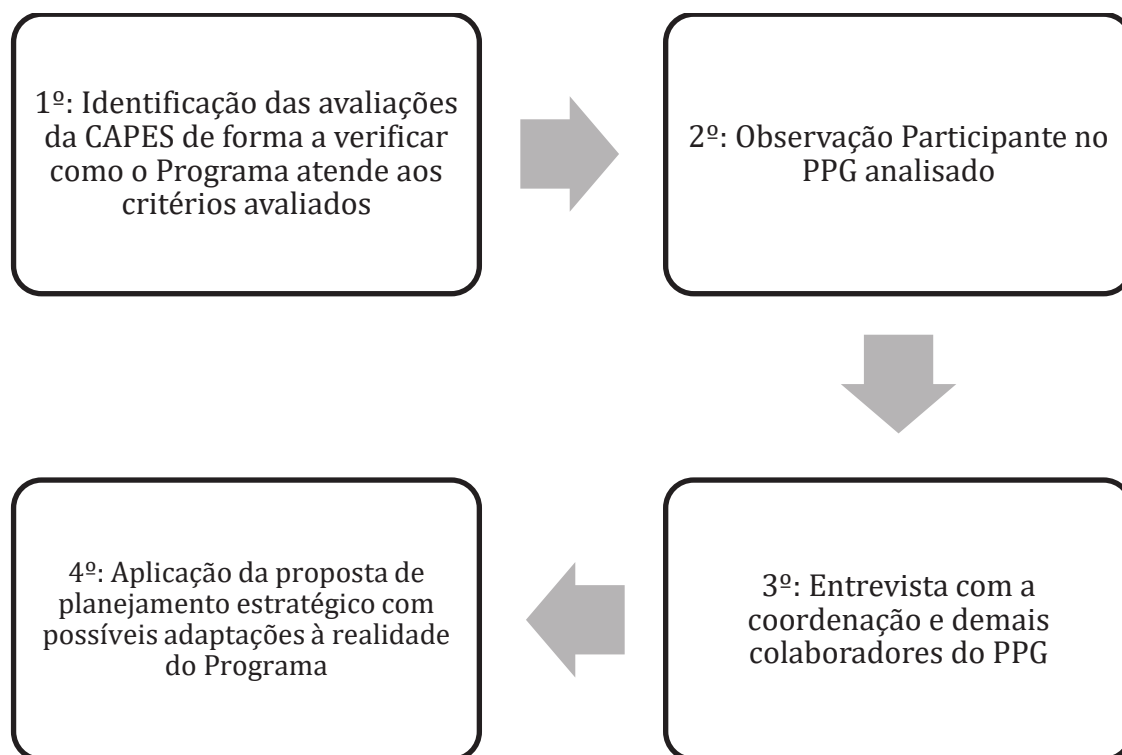 1º: Identificação das avaliações
da CAPES de forma a verificar
como o Programa atende aos
critérios avaliados
2º: Observação Participante no
PPG analisado
3º: Entrevista com a
coordenação e demais
colaboradores do PPG
4º: Aplicação da proposta de
planejamento estratégico com
possíveis adaptações à realidade
do Programa